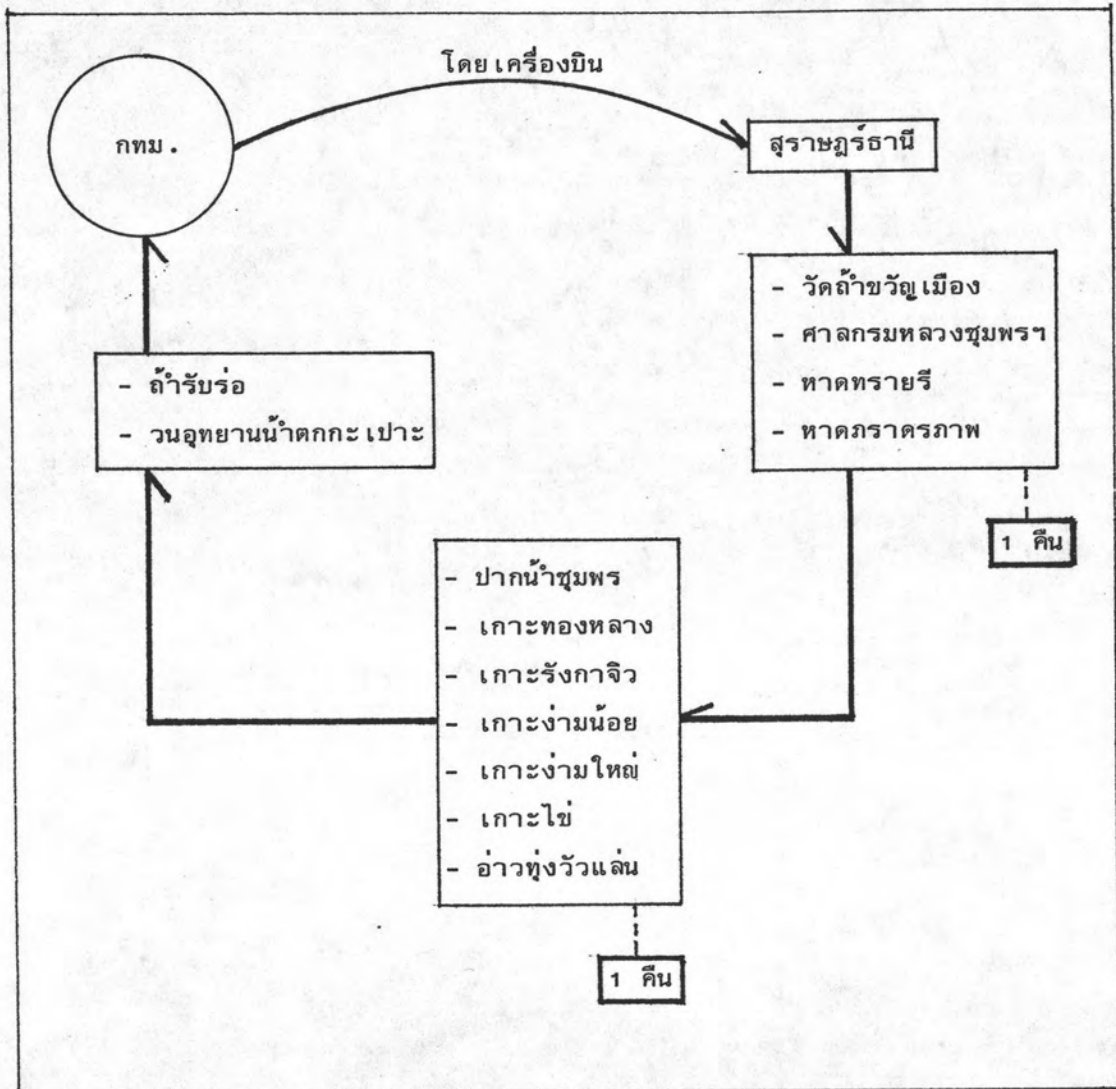 โดยเครื่องบิน
กทม.
สุราษฎร์ธานี
- วัดถ้ำขวัญเมือง
- ศาลกรมหลวงชุมพรฯ
- หาดทรายรี
- หาดภราดรภาพ
1 คืน
- ปากน้ำชุมพร
- เกาะทองหลาง
- เกาะรังกาจิว
- เกาะง่ามน้อย
- เกาะง่ามใหญ่
- เกาะไข่
- อ่าวทุ่งวัวแล่น
1 คืน
- ถ้ำรับร่อ
- วนอุทยานน้ำตกกะเปาะ